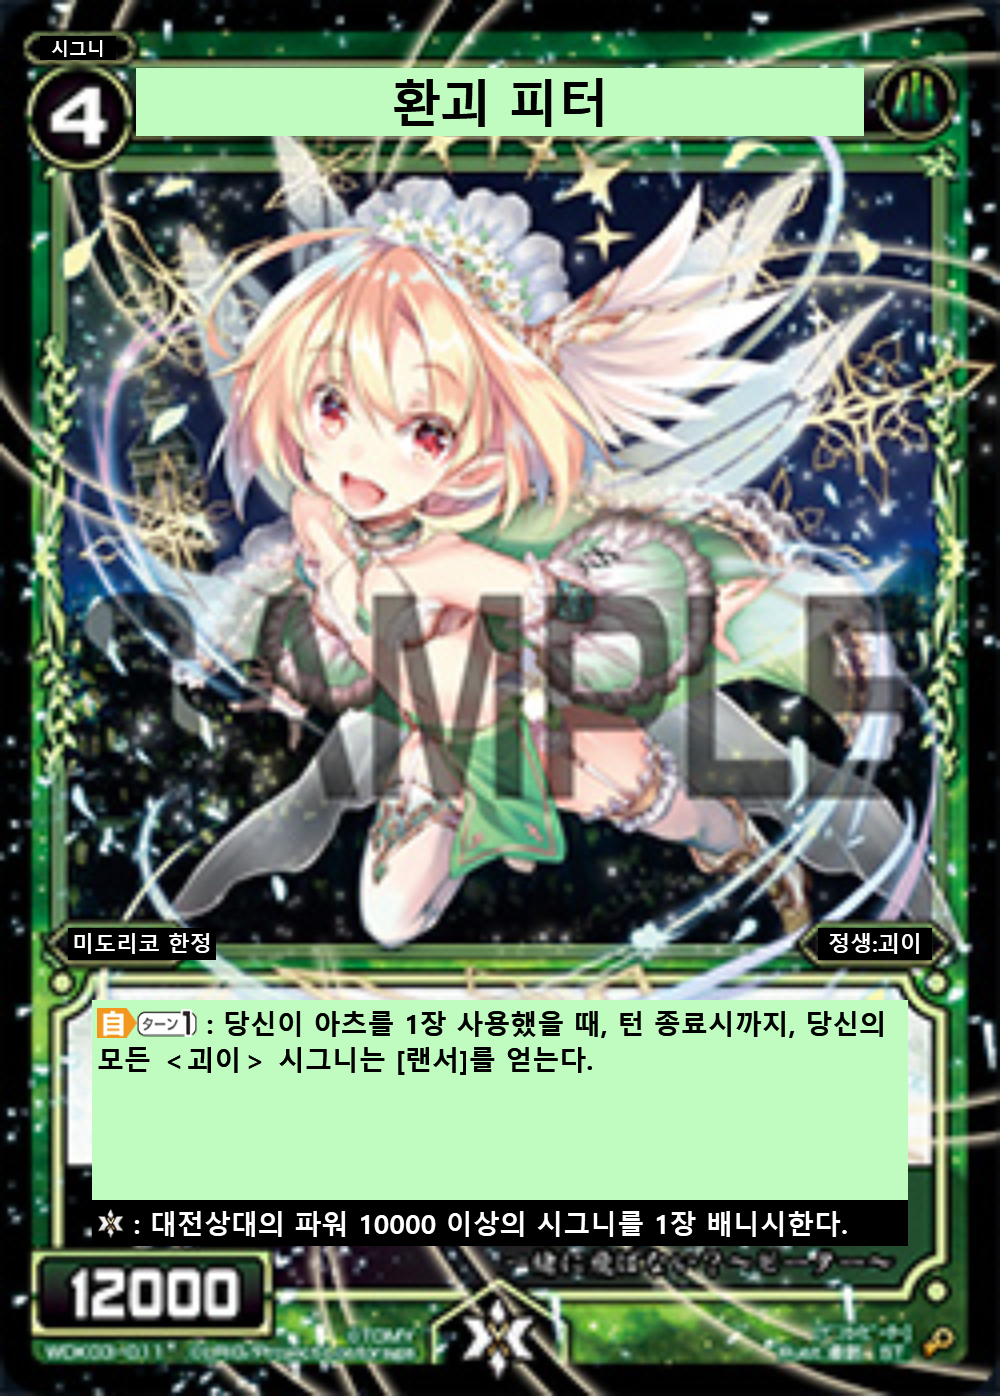 시그니
4
환괴 피터
SAMPLE
미도리코 한정
정생:괴이
自 ターン1 : 당신이 아츠를 1장 사용했을 때, 턴 종료시까지, 당신의
모든 <괴이> 시그니는 [랜서]를 얻는다.
: 대전상대의 파워 10000 이상의 시그니를 1장 배니시한다.
12000
WDK03-011